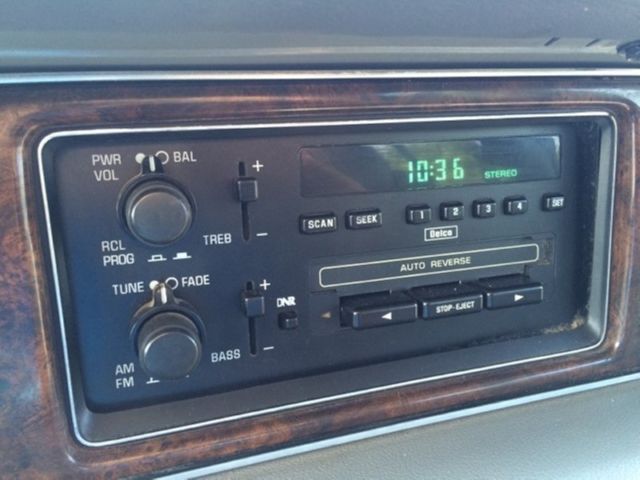 PWR BAL
VOL
10:36 STEREO
SCAN SEEK 1 2 3 4 SET
RCL
PROG
TREB
Delco
AUTO REVERSE
TUNE FADE
DNR
STOP-EJECT
AM
FM
BASS